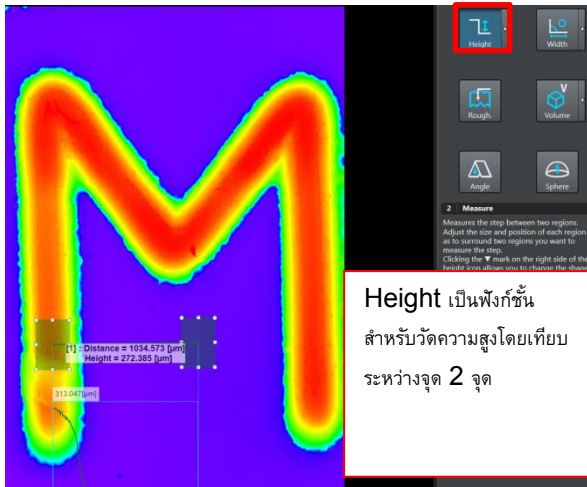 Height
Width
Rough.
Volume
Angle
Sphere
2 Measure
Measures the step between two regions.
Adjust the size and position of each region
as to surround two regions you want to
measure the step.
Clicking the ▼ mark on the right side of the
height icon allows you to change the shape
[1] : Distance = 1034.573 [µm]
Height = 272.385 [µm]
313.047[µm]
Height เป็นฟังก์ชั้น
สำหรับวัดความสูงโดยเทียบ
ระหว่างจุด 2 จุด